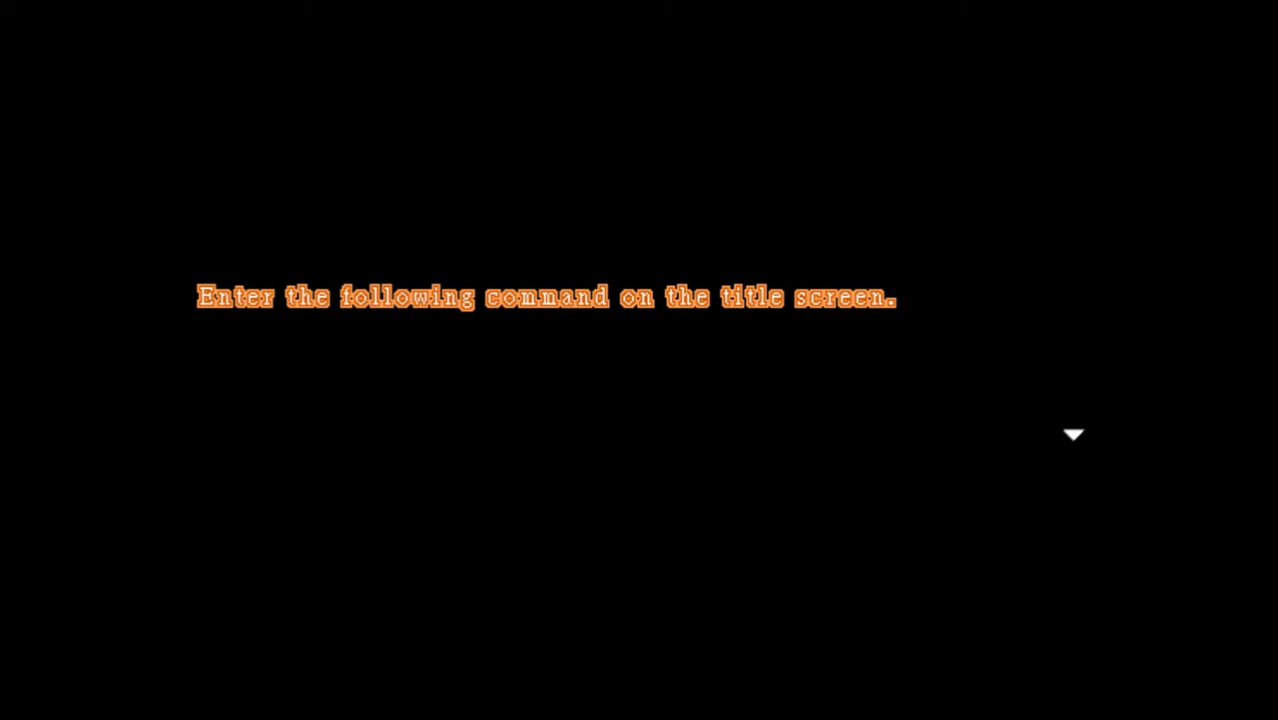 Enter the following command on the title screen.